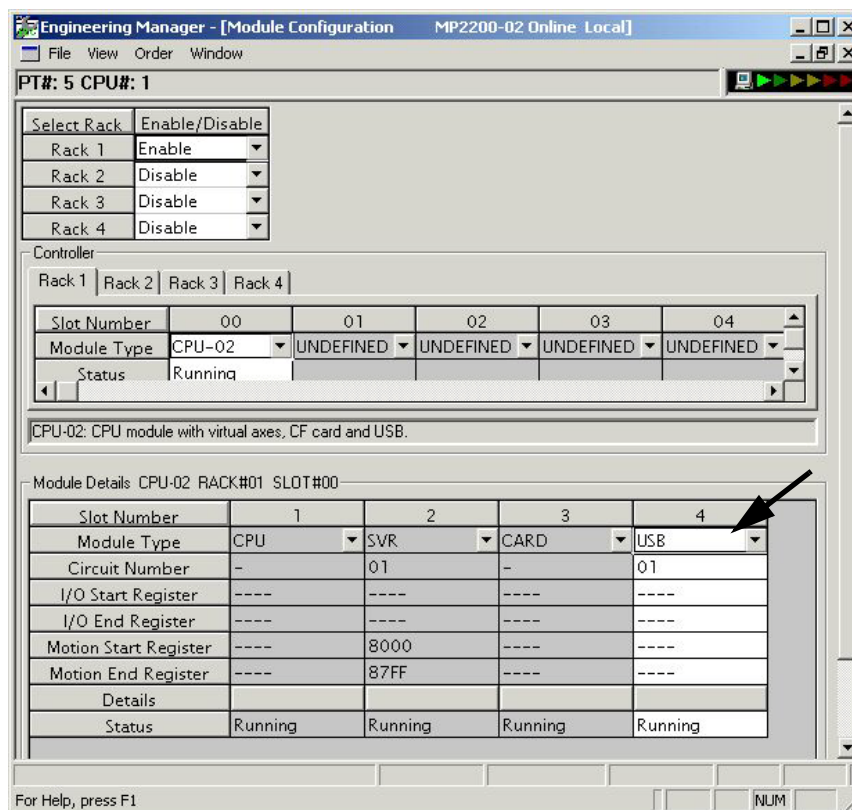 Engineering Manager - [Module Configuration MP2200-02 Online Local]
File View Order Window
PT#: 5 CPU#: 1
Select Rack Enable/Disable
Rack 1 Enable
Rack 2 Disable
Rack 3 Disable
Rack 4 Disable
Controller
Rack 1 Rack 2 Rack 3 Rack 4
Slot Number 00 01 02 03 04
Module Type CPU-02 UNDEFINED UNDEFINED UNDEFINED UNDEFINED
Status Running
CPU-02: CPU module with virtual axes, CF card and USB.
Module Details CPU-02 RACK#01 SLOT#00
Slot Number 1 2 3 4
Module Type CPU SVR CARD USB
Circuit Number - 01 - 01
I/O Start Register ---- ---- ---- ----
I/O End Register ---- ---- ---- ----
Motion Start Register ---- 8000 ---- ----
Motion End Register ---- 87FF ---- ----
Details
Status Running Running Running Running
For Help, press F1 NUM